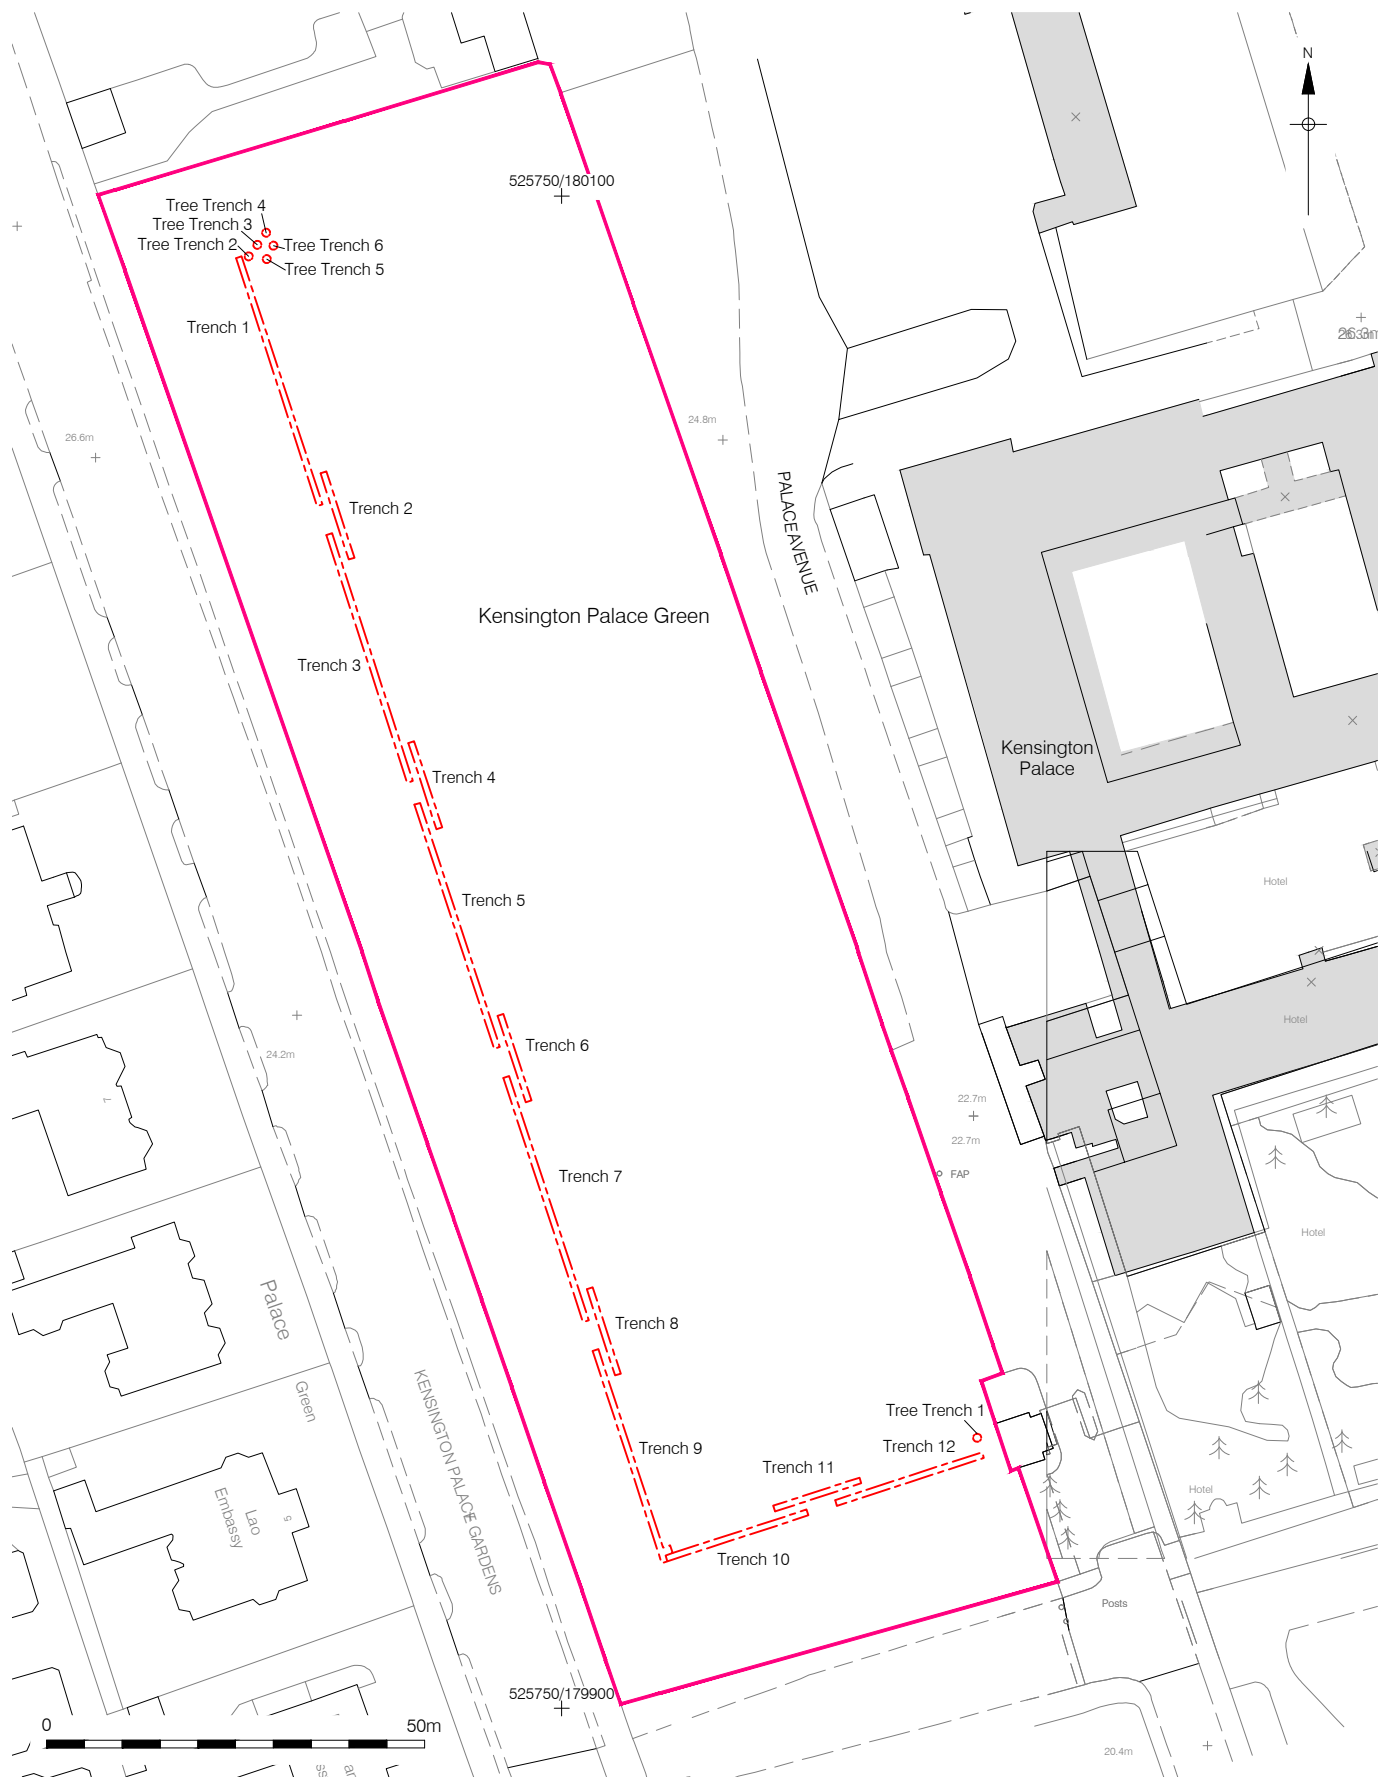 N
525750/180100
Tree Trench 4
Tree Trench 3
Tree Trench 2
Tree Trench 6
Tree Trench 5
Trench 1
26.3m
24.8m
26.6m
PALACE AVENUE
Trench 2
Kensington Palace Green
Trench 3
Kensington
Palace
Trench 4
Hotel
Trench 5
Hotel
24.2m
Trench 6
7
22.7m
22.7m
FAP
Trench 7
Hotel
Palace
Green
Trench 8
KENSINGTON PALACE GARDENS
Tree Trench 1
Trench 12
Trench 9
Trench 11
Hotel
Lao
Embassy
5
Trench 10
Posts
525750/179900
0
50m
20.4m